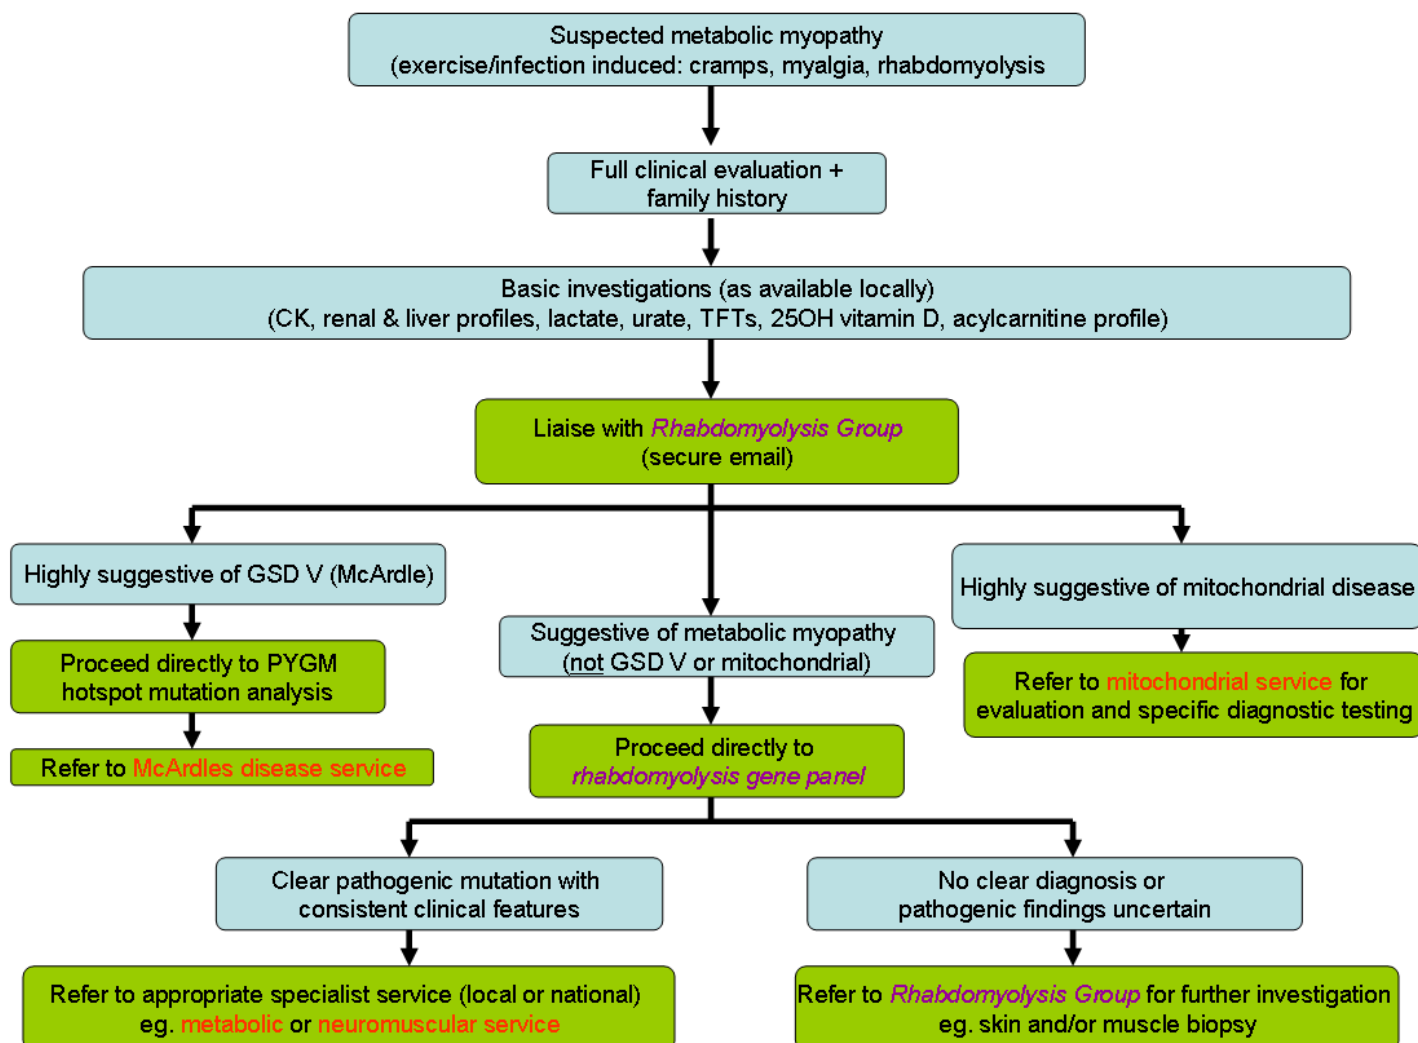 Suspected metabolic myopathy
(exercise/infection induced: cramps, myalgia, rhabdomyolysis
Full clinical evaluation +
family history
Basic investigations (as available locally)
(CK, renal & liver profiles, lactate, urate, TFTs, 25OH vitamin D, acylcarnitine profile)
Liaise with Rhabdomyolysis Group
(secure email)
Highly suggestive of GSD V (McArdle)
Proceed directly to PYGM
hotspot mutation analysis
Refer to McArdles disease service
Suggestive of metabolic myopathy
(not GSD V or mitochondrial)
Proceed directly to
rhabdomyolysis gene panel
Highly suggestive of mitochondrial disease
Refer to mitochondrial service for
evaluation and specific diagnostic testing
Clear pathogenic mutation with
consistent clinical features
Refer to appropriate specialist service (local or national)
eg. metabolic or neuromuscular service
No clear diagnosis or
pathogenic findings uncertain
Refer to Rhabdomyolysis Group for further investigation
eg. skin and/or muscle biopsy